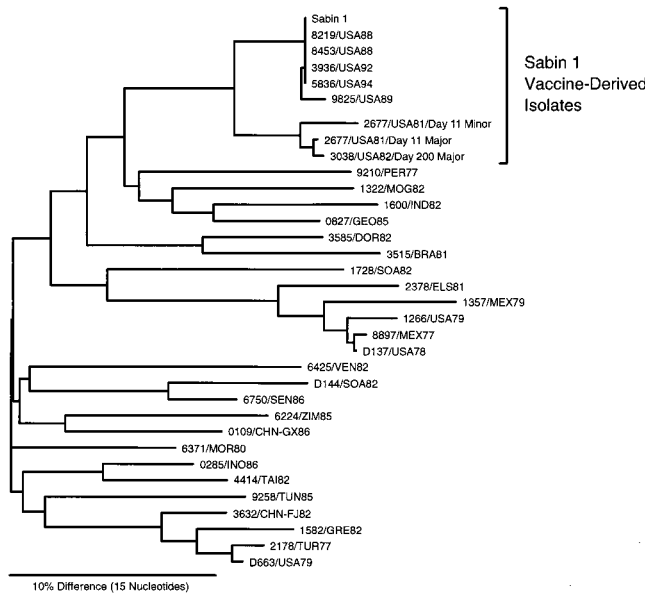 Sabin 1
8219/USA88
8453/USA88
3936/USA92
5836/USA94
9825/USA89
2677/USA81/Day 11 Minor
2677/USA81/Day 11 Major
3038/USA82/Day 200 Major
Sabin 1
Vaccine-Derived
Isolates
9210/PER77
1322/MOG82
1600/IND82
0827/GEO85
3585/DOR82
3515/BRA81
1728/SOA82
2378/ELS81
1357/MEX79
1266/USA79
8897/MEX77
D137/USA78
6425/VEN82
D144/SOA82
6750/SEN86
6224/ZIM85
0109/CHN-GX86
6371/MOR80
0285/INO86
4414/TAI82
9258/TUN85
3632/CHN-FJ82
1582/GRE82
2178/TUR77
D663/USA79
10% Difference (15 Nucleotides)